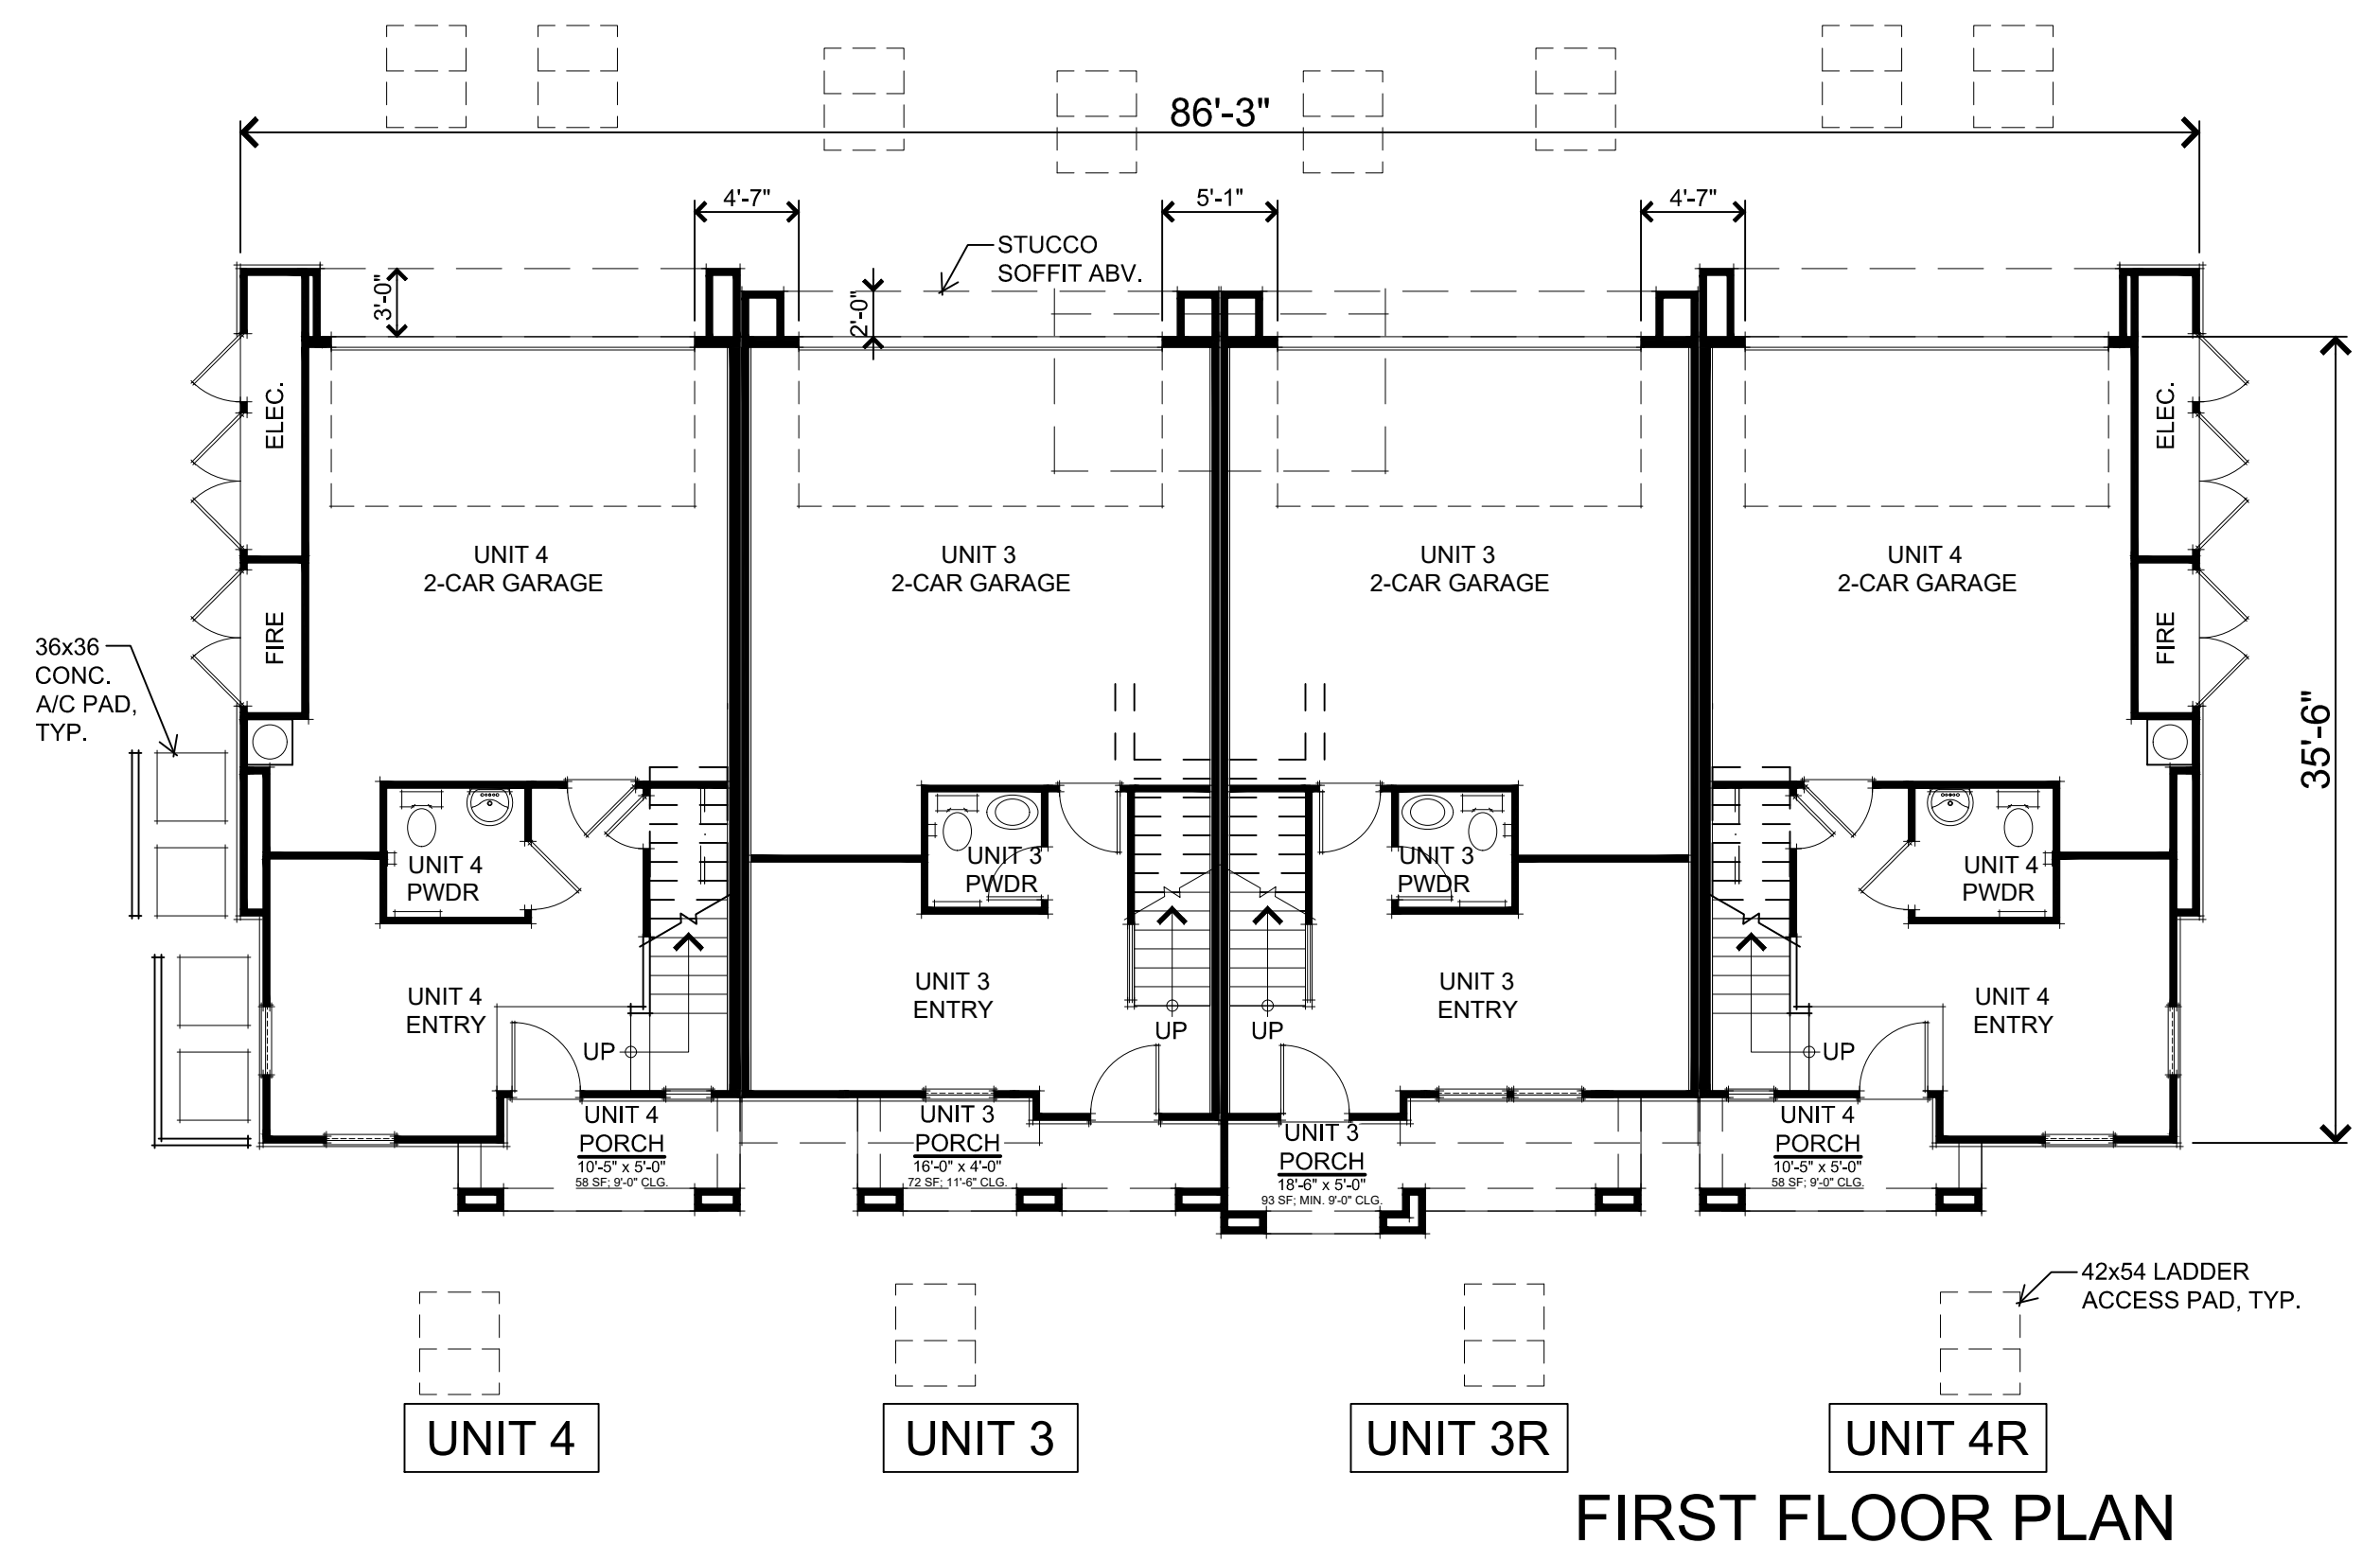 86'-3"
4'-7"
5'-1"
4'-7"
STUCCO
SOFFIT ABV.
3'-0"
2'-0"
ELEC.
ELEC.
UNIT 4
2-CAR GARAGE
UNIT 3
2-CAR GARAGE
UNIT 3
2-CAR GARAGE
UNIT 4
2-CAR GARAGE
FIRE
FIRE
36x36
CONC.
A/C PAD,
TYP.
35'-6"
UNIT 4
PWDR
UNIT 3
PWDR
UNIT 3
PWDR
UNIT 4
PWDR
UNIT 4
ENTRY
UNIT 3
ENTRY
UNIT 3
ENTRY
UNIT 4
ENTRY
UP
UP
UP
UP
UNIT 4
PORCH
10'-5" x 5'-0"
58 SF; 9'-0" CLG.
UNIT 3
PORCH
16'-0" x 4'-0"
72 SF; 11'-6" CLG.
UNIT 3
PORCH
18'-6" x 5'-0"
93 SF; MIN. 9'-0" CLG.
UNIT 4
PORCH
10'-5" x 5'-0"
58 SF; 9'-0" CLG.
42x54 LADDER
ACCESS PAD, TYP.
UNIT 4
UNIT 3
UNIT 3R
UNIT 4R
FIRST FLOOR PLAN